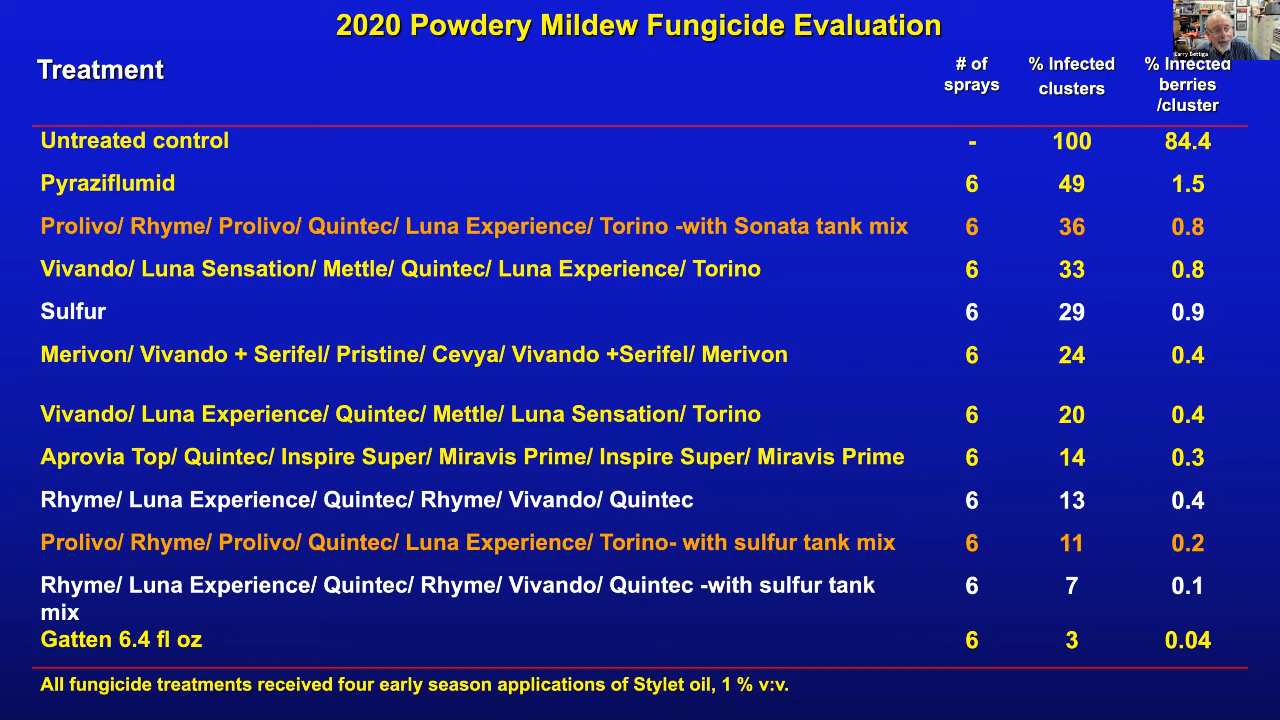 2020 Powdery Mildew Fungicide Evaluation
Larry Bettiga
Treatment # of sprays % Infected clusters % Infected berries /cluster
Untreated control - 100 84.4
Pyraziflumid 6 49 1.5
Prolivo/ Rhyme/ Prolivo/ Quintec/ Luna Experience/ Torino -with Sonata tank mix 6 36 0.8
Vivando/ Luna Sensation/ Mettle/ Quintec/ Luna Experience/ Torino 6 33 0.8
Sulfur 6 29 0.9
Merivon/ Vivando + Serifel/ Pristine/ Cevya/ Vivando +Serifel/ Merivon 6 24 0.4
Vivando/ Luna Experience/ Quintec/ Mettle/ Luna Sensation/ Torino 6 20 0.4
Aprovia Top/ Quintec/ Inspire Super/ Miravis Prime/ Inspire Super/ Miravis Prime 6 14 0.3
Rhyme/ Luna Experience/ Quintec/ Rhyme/ Vivando/ Quintec 6 13 0.4
Prolivo/ Rhyme/ Prolivo/ Quintec/ Luna Experience/ Torino- with sulfur tank mix 6 11 0.2
Rhyme/ Luna Experience/ Quintec/ Rhyme/ Vivando/ Quintec -with sulfur tank 6 7 0.1
mix
Gatten 6.4 fl oz 6 3 0.04
All fungicide treatments received four early season applications of Stylet oil, 1 % v:v.